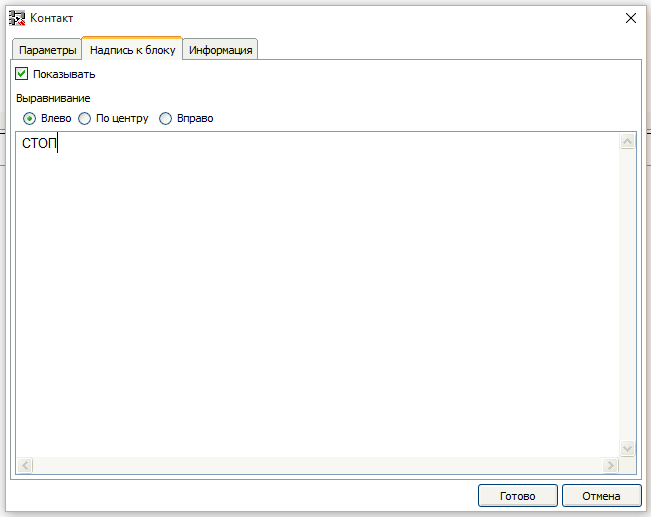 Контакт
Параметры Надпись к блоку Информация
Показывать
Выравнивание
Влево По центру Вправо
СТОП
Готово Отмена